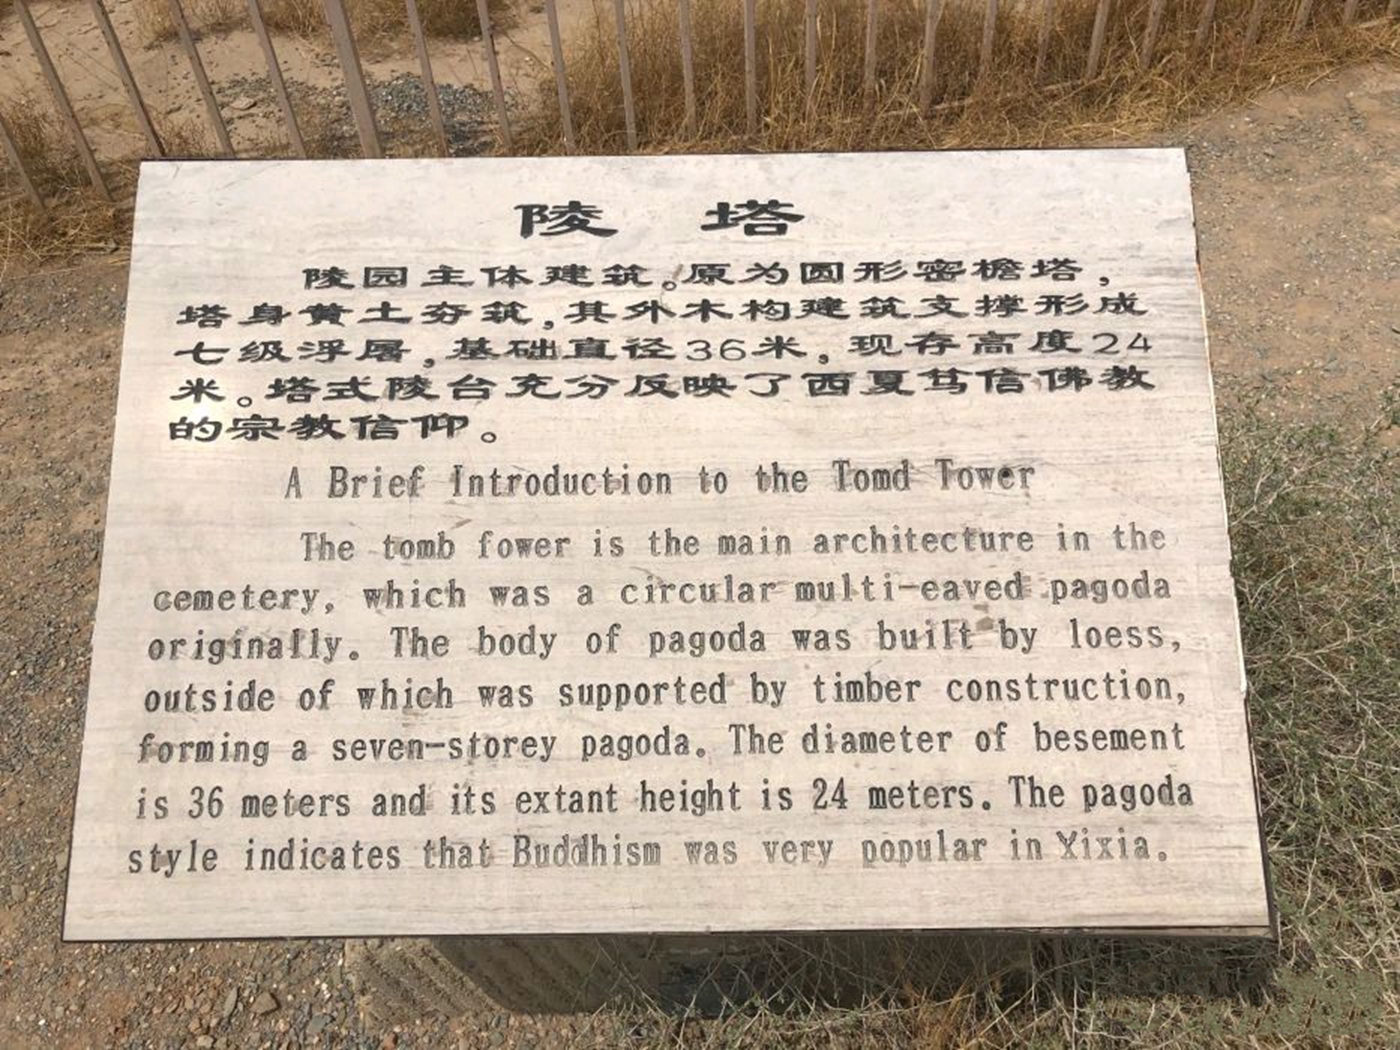 陵 塔
陵园主体建筑。原为圆形密檐塔,
塔身黄土夯筑,其外木构建筑支撑形成
七级浮屠,基础直径36米,现存高度24
米。塔式陵台充分反映了西夏笃信佛教
的宗教信仰。
A Brief Introduction to the Tomd Tower
The tomb fower is the main architecture in the
cemetery, which was a circular multi-eaved pagoda
originally. The body of pagoda was built by loess,
outside of which was supported by timber construction,
forming a seven-storey pagoda. The diameter of besement
is 36 meters and its extant height is 24 meters. The pagoda
style indicates that Buddhism was very popular in Xixia.